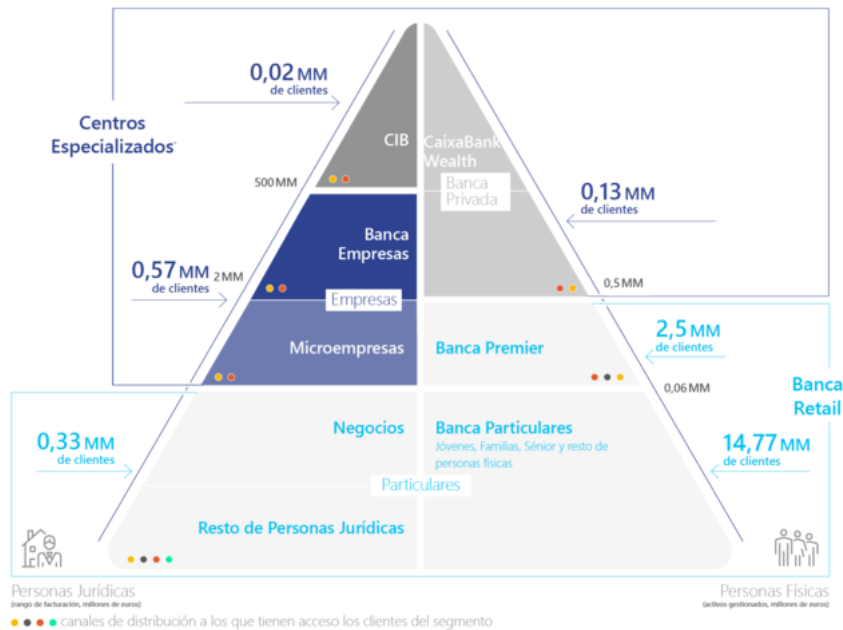 0,02 MM
de clientes
Centros
Especializados
CIB
CaixaBank
Wealth
500 MM
Banca
Privada
0,13 MM
de clientes
Banca
Empresas
0,57 MM
de clientes
2 MM
0,5 MM
Empresas
2,5 MM
de clientes
Microempresas
Banca Premier
0,06 MM
Banca
Retail
Negocios
Banca Particulares
Jóvenes, Familias, Sénior y resto de
personas físicas
0,33 MM
de clientes
14,77 MM
de clientes
Particulares
Resto de Personas Jurídicas
Personas Jurídicas
(rango de facturación, millones de euros)
Personas Físicas
(activos gestionados, millones de euros)
canales de distribución a los que tienen acceso los clientes del segmento